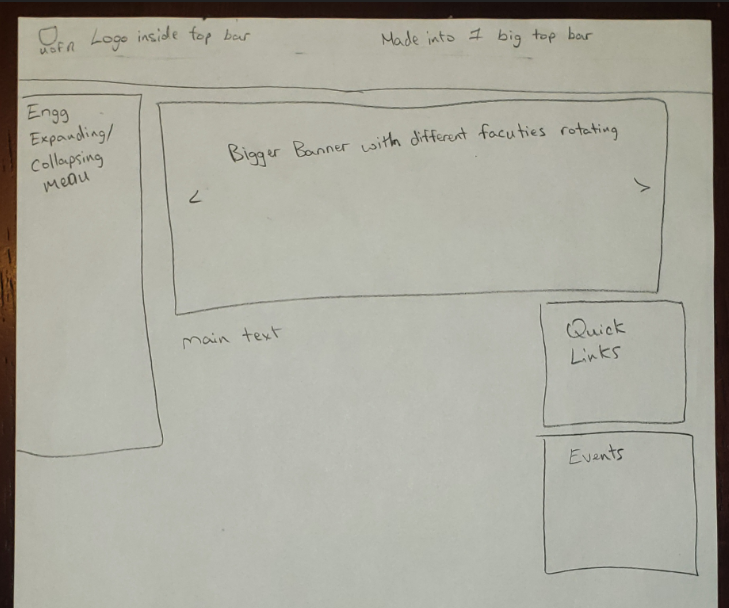 UOFA Logo inside top bar
Made into 1 big top bar
Engg
Expanding/
Collapsing
Menu
Bigger Banner with different facuties rotating
< >
Main text
Quick
Links
Events